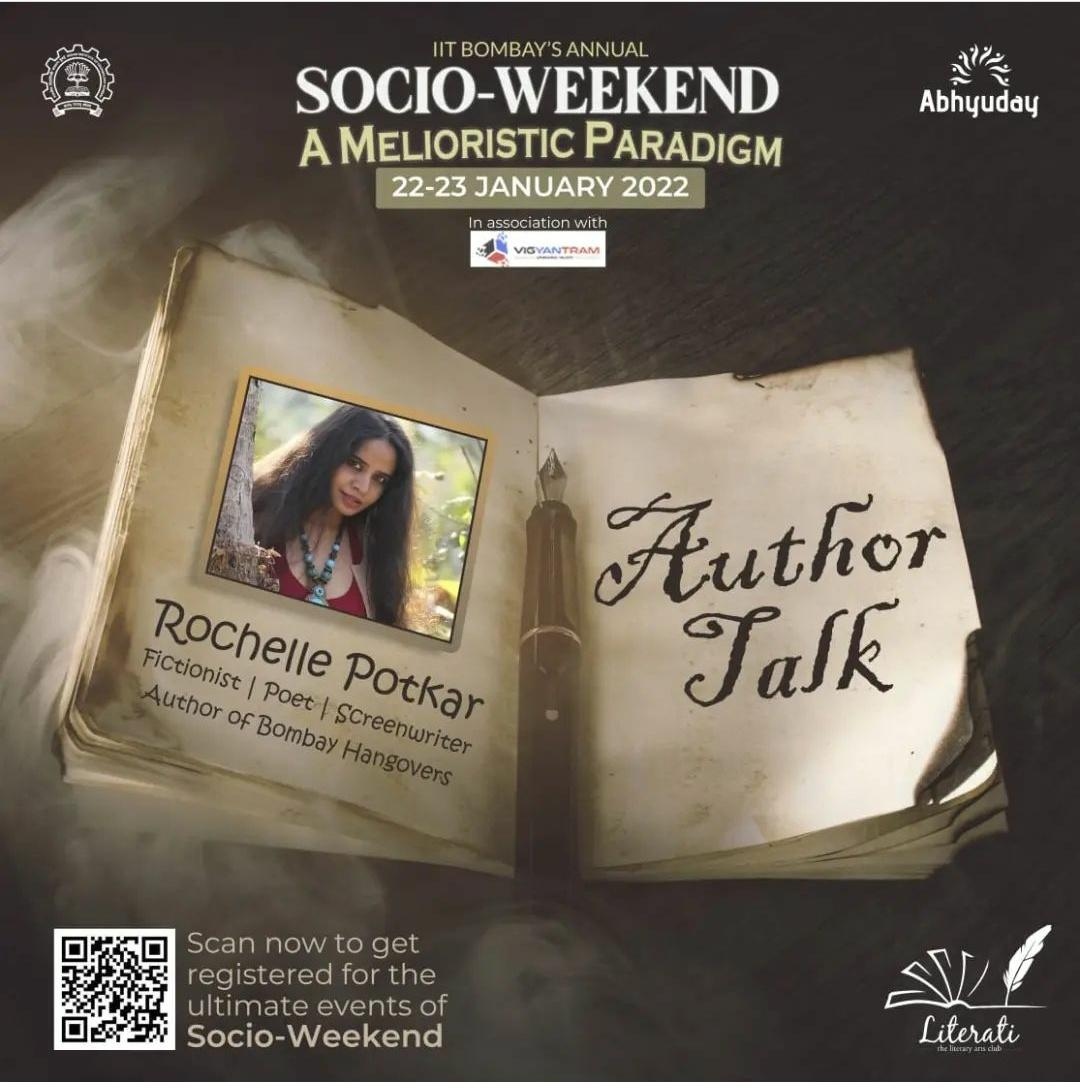 IIT BOMBAY'S ANNUAL
SOCIO-WEEKEND
A MELIORISTIC PARADIGM
22-23 JANUARY 2022
In association with
VIGYANTRAM
Abhyuday
Rochelle Potkar
Fictionist | Poet | Screenwriter
Author of Bombay Hangovers
Author
Talk
Scan now to get
registered for the
ultimate events of
Socio-Weekend
Literati
the literary arts club